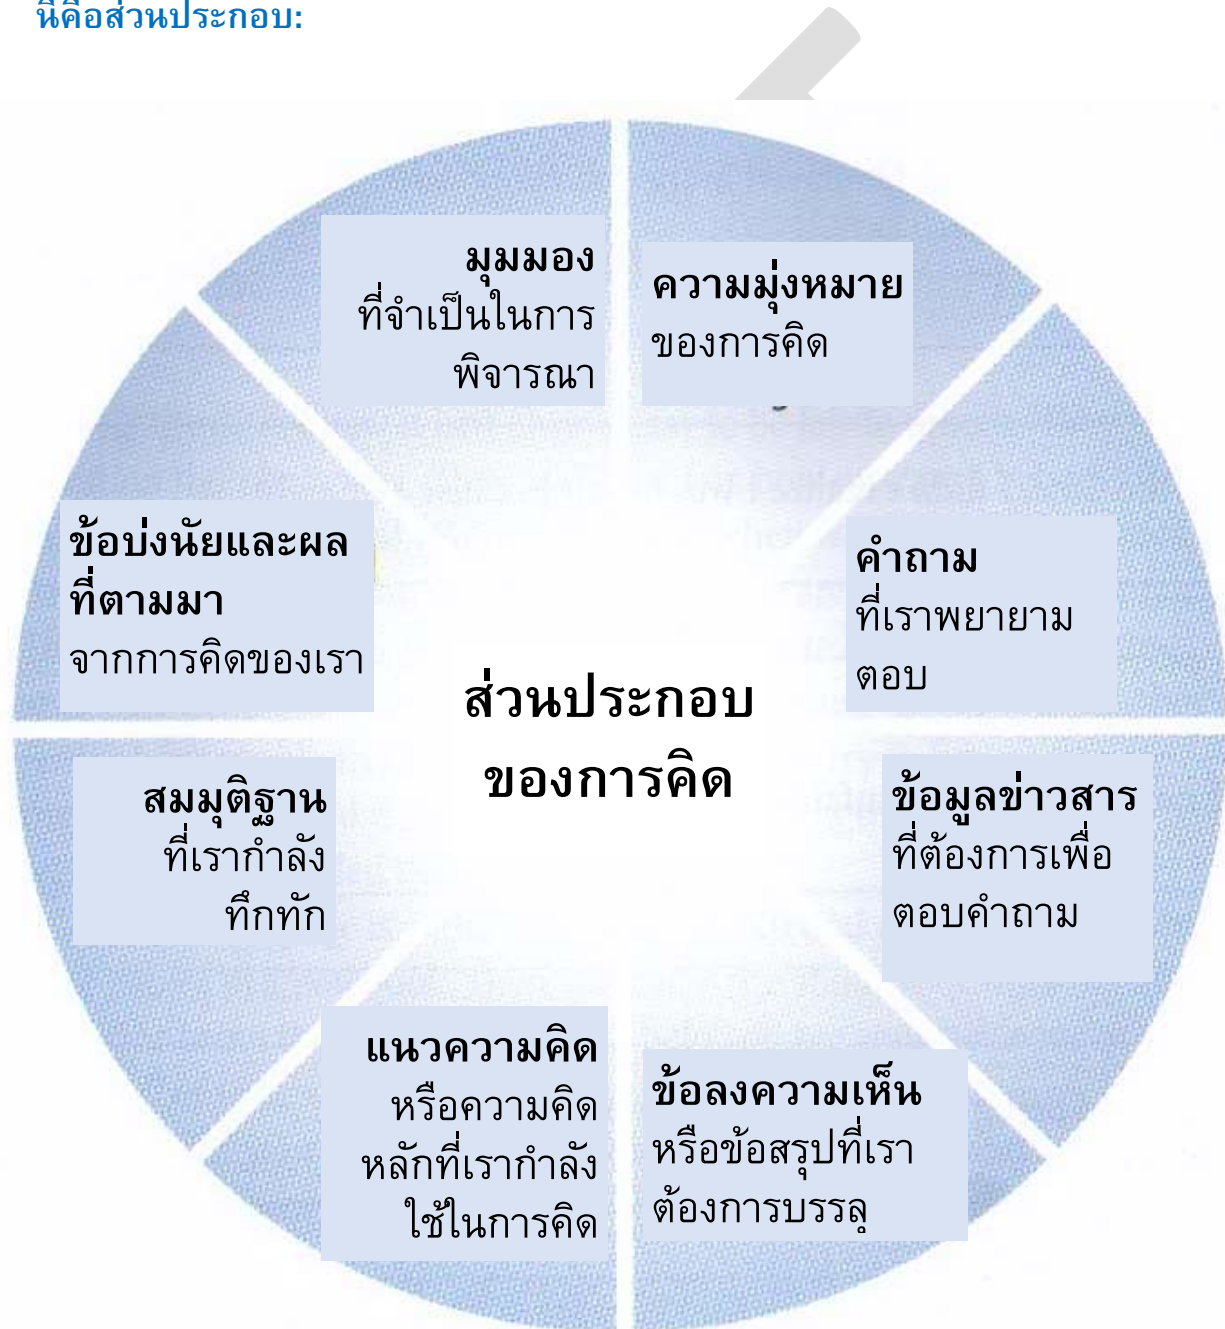 นี่คือส่วนประกอบ:
มุมมอง
ที่จำเป็นในการ
พิจารณา
ความมุ่งหมาย
ของการคิด
คำถาม
ที่เราพยายาม
ตอบ
ข้อมูลข่าวสาร
ที่ต้องการเพื่อ
ตอบคำถาม
ข้อลงความเห็น
หรือข้อสรุปที่เรา
ต้องการบรรลุ
แนวความคิด
หรือความคิด
หลักที่เรากำลัง
ใช้ในการคิด
สมมุติฐาน
ที่เรากำลัง
ทึกทัก
ข้อบ่งนัยและผล
ที่ตามมา
จากการคิดของเรา
ส่วนประกอบ
ของการคิด